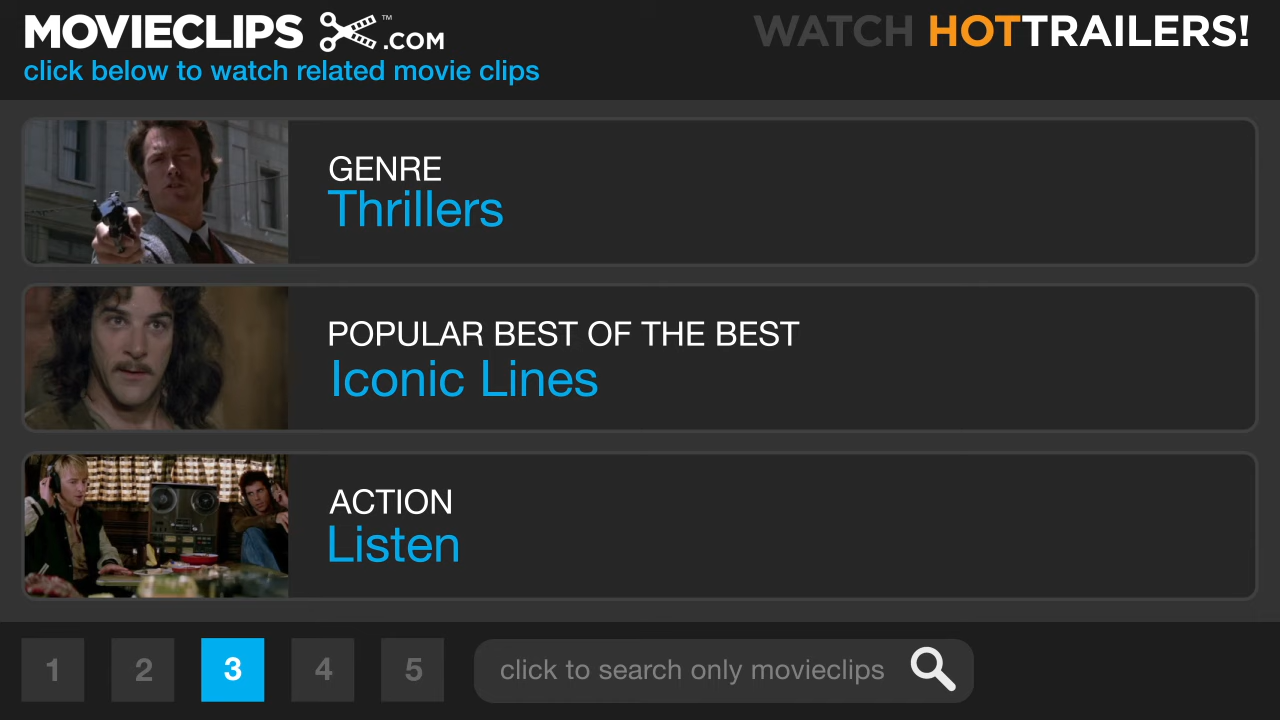 MOVIECLIPS ™ .COM
WATCH HOTTRAILERS!
click below to watch related movie clips
GENRE
Thrillers
POPULAR BEST OF THE BEST
Iconic Lines
ACTION
Listen
1 2 3 4 5 click to search only movieclips